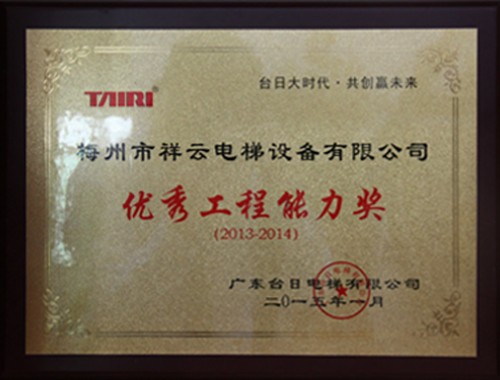 TAIRI®
台日大时代·共创赢未来
梅州市祥云电梯设备有限公司
优秀工程能力奖
(2013-2014)
广东台日电梯有限公司
二〇一五年一月